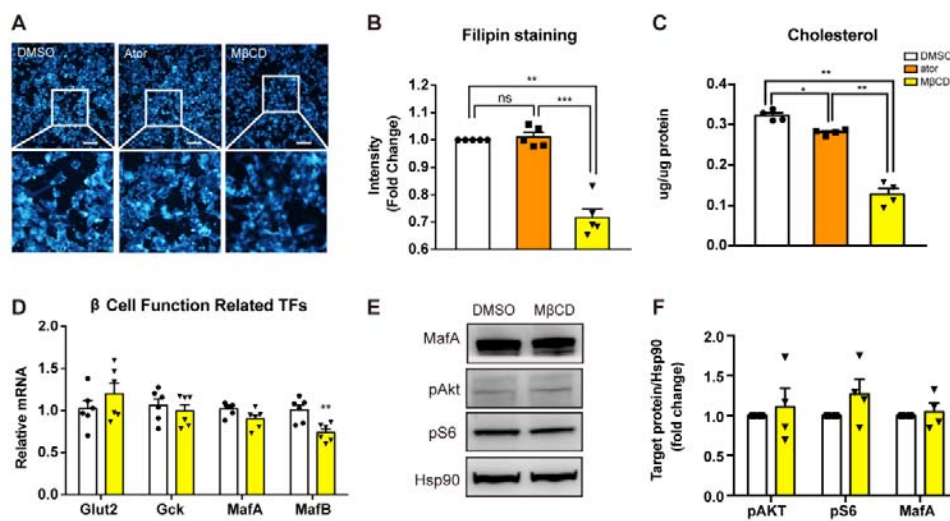 A
DMSO
Ator
MβCD
B
Filipin staining
**
ns
***
1.2
1.1
1.0
0.9
0.8
0.7
0.6
Intensity
(Fold Change)
C
Cholesterol
DMSO
ator
MβCD
**
*
**
0.3
0.2
0.1
0.0
ug/ug protein
D
β Cell Function Related TFs
2.0
1.5
1.0
0.5
0.0
Relative mRNA
**
Glut2 Gck MafA MafB
E
DMSO MβCD
MafA
pAkt
pS6
Hsp90
F
2.0
1.5
1.0
0.5
0.0
Target protein/Hsp90
(fold change)
pAKT pS6 MafA